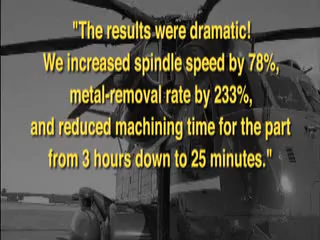 "The results were dramatic!
We increased spindle speed by 78%,
metal-removal rate by 233%,
and reduced machining time for the part
from 3 hours down to 25 minutes."